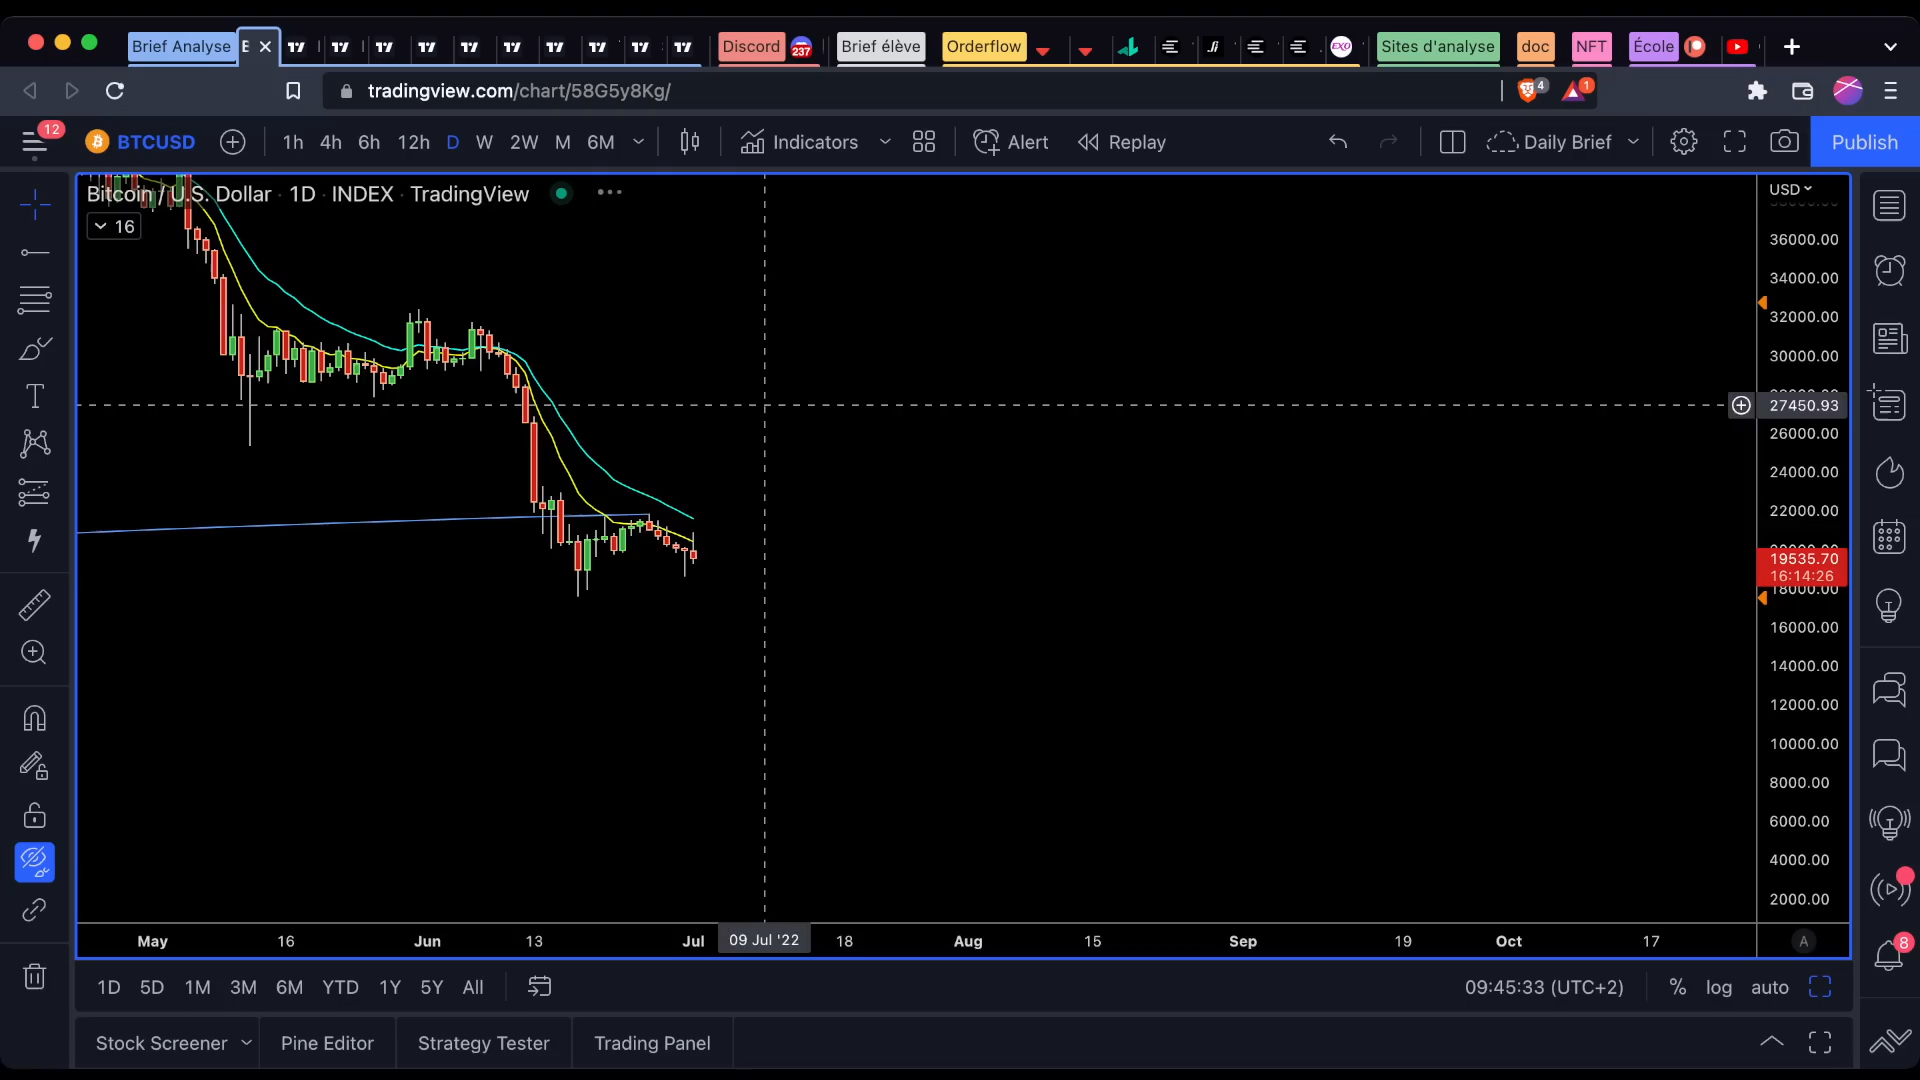 Brief Analyse
B
Discord
237
Brief élève
Orderflow
EXO
Sites d'analyse
doc
NFT
École
tradingview.com/chart/58G5y8Kg/
4
1
12
BTCUSD
1h 4h 6h 12h D W 2W M 6M
Indicators
Alert
Replay
Daily Brief
Publish
Bitcoin / U.S. Dollar · 1D · INDEX · TradingView
16
USD
36000.00
34000.00
32000.00
30000.00
27450.93
26000.00
24000.00
22000.00
19535.70
16:14:26
18000.00
16000.00
14000.00
12000.00
10000.00
8000.00
6000.00
4000.00
2000.00
8
May 16 Jun 13 Jul 09 Jul '22 18 Aug 15 Sep 19 Oct 17
A
1D 5D 1M 3M 6M YTD 1Y 5Y All
09:45:33 (UTC+2)
% log auto
Stock Screener
Pine Editor
Strategy Tester
Trading Panel